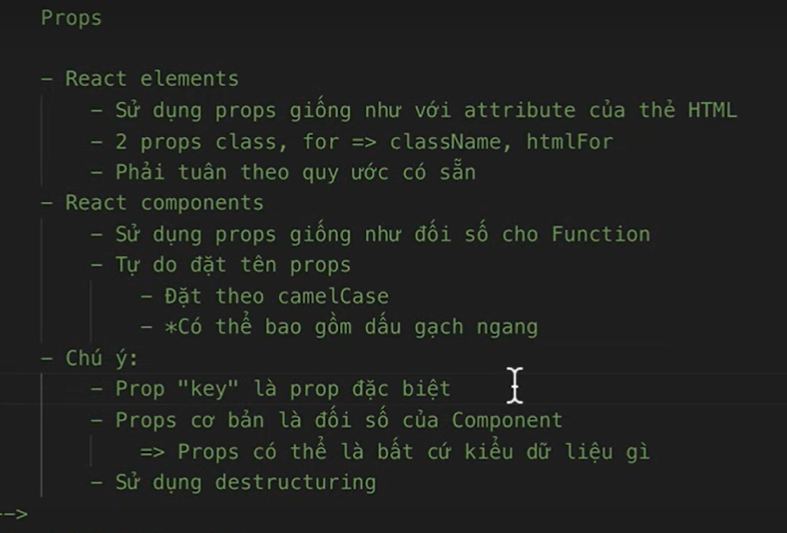 Props
- React elements
- Sử dụng props giống như với attribute của thẻ HTML
- 2 props class, for => className, htmlFor
- Phải tuân theo quy ước có sẵn
- React components
- Sử dụng props giống như đối số cho Function
- Tự do đặt tên props
- Đặt theo camelCase
- *Có thể bao gồm dấu gạch ngang
- Chú ý:
- Prop "key" là prop đặc biệt
- Props cơ bản là đối số của Component
=> Props có thể là bất cứ kiểu dữ liệu gì
- Sử dụng destructuring
-->